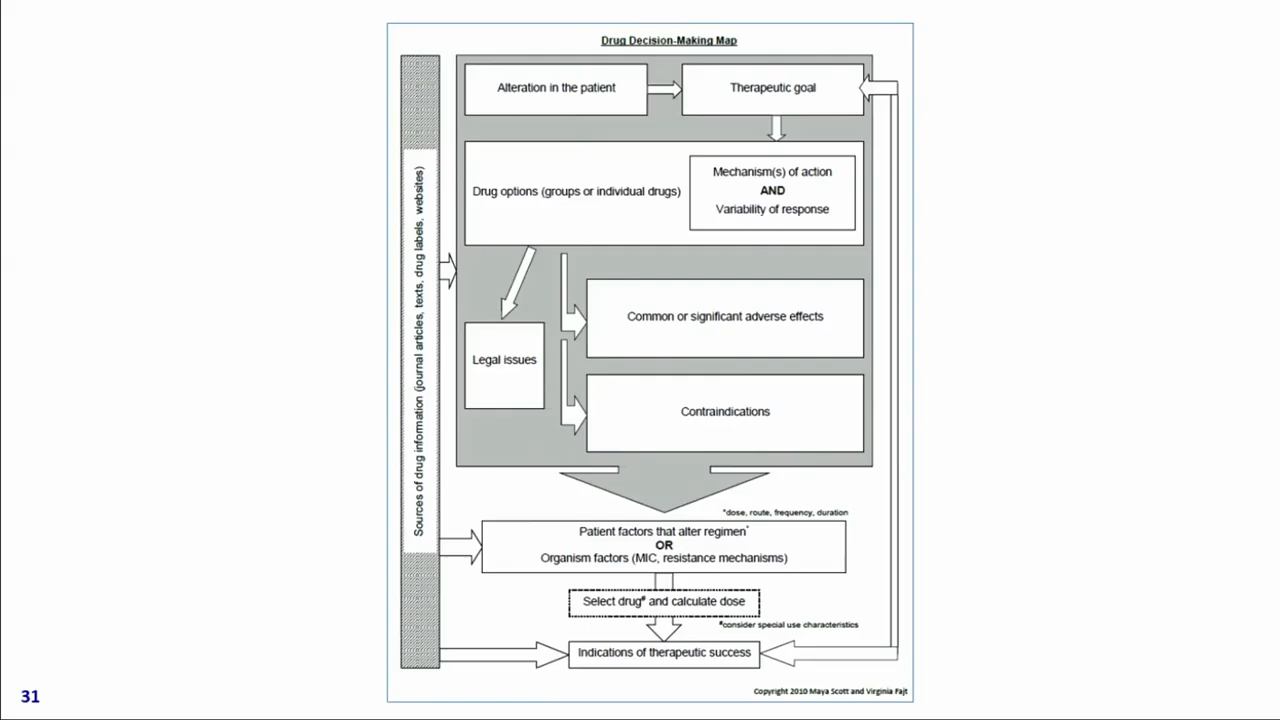 Drug Decision-Making Map
Alteration in the patient
Therapeutic goal
Drug options (groups or individual drugs)
Mechanism(s) of action
AND
Variability of response
Legal issues
Common or significant adverse effects
Contraindications
Sources of drug information (journal articles, texts, drug labels, websites)
*dose, route, frequency, duration
Patient factors that alter regimen*
OR
Organism factors (MIC, resistance mechanisms)
Select drug# and calculate dose
#consider special use characteristics
Indications of therapeutic success
Copyright 2010 Maya Scott and Virginia Fajt
31